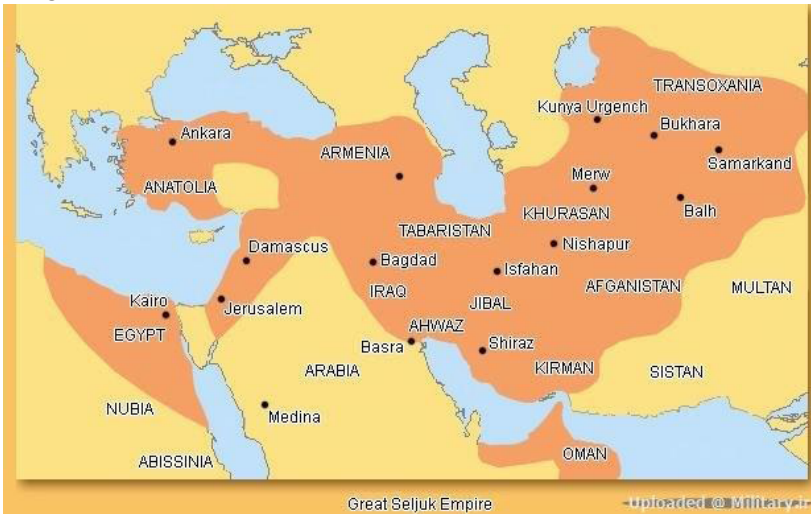 TRANSOXANIA
Kunya Urgench
Bukhara
Ankara
ARMENIA
Samarkand
Merw
ANATOLIA
KHURASAN
Balh
TABARISTAN
Damascus
Nishapur
Bagdad
Isfahan
AFGANISTAN
MULTAN
IRAQ
JIBAL
Kairo
Jerusalem
EGYPT
AHWAZ
Basra
Shiraz
ARABIA
KIRMAN
SISTAN
NUBIA
Medina
OMAN
ABISSINIA
Great Seljuk Empire
Uploaded @ Military.ir